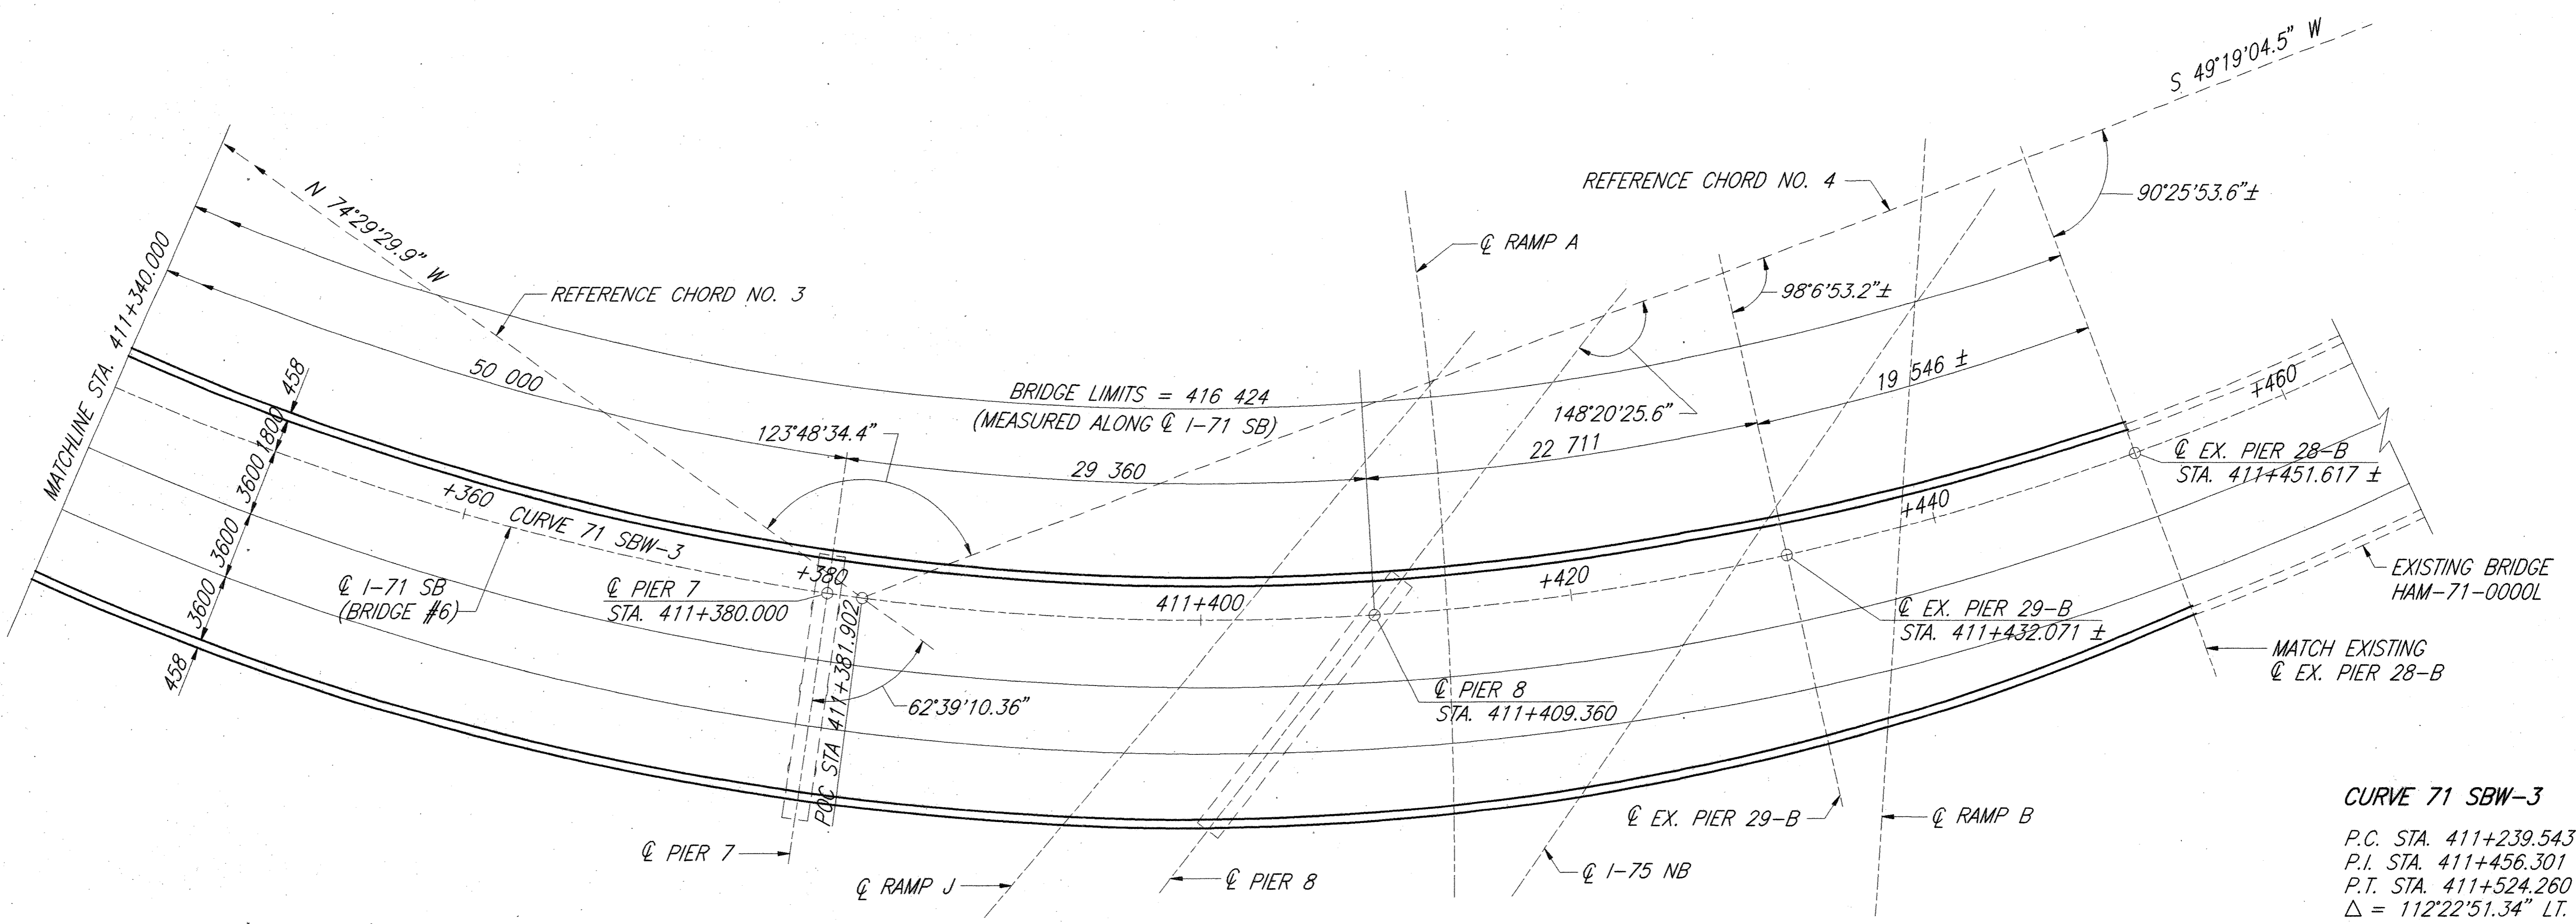 S 49°19'04.5" W
N 74°29'29.9" W
REFERENCE CHORD NO. 4
90°25'53.6"±
℄ RAMP A
MATCHLINE STA. 411+340.000
REFERENCE CHORD NO. 3
98°6'53.2"±
50 000
BRIDGE LIMITS = 416 424
(MEASURED ALONG ℄ I-71 SB)
19 546 ±
+460
458
1800
3600
3600
3600
458
123°48'34.4"
148°20'25.6"
22 711
29 360
℄ EX. PIER 28-B
STA. 411+451.617 ±
+360
CURVE 71 SBW-3
+440
℄ I-71 SB
(BRIDGE #6)
℄ PIER 7
STA. 411+380.000
+380
411+400
+420
EXISTING BRIDGE
HAM-71-0000L
℄ EX. PIER 29-B
STA. 411+432.071 ±
POC STA 411+381.902
MATCH EXISTING
℄ EX. PIER 28-B
62°39'10.36"
℄ PIER 8
STA. 411+409.360
℄ PIER 7
℄ RAMP J
℄ PIER 8
℄ I-75 NB
℄ EX. PIER 29-B
℄ RAMP B
CURVE 71 SBW-3
P.C. STA. 411+239.543
P.I. STA. 411+456.301
P.T. STA. 411+524.260
△ = 112°22'51.34" LT.